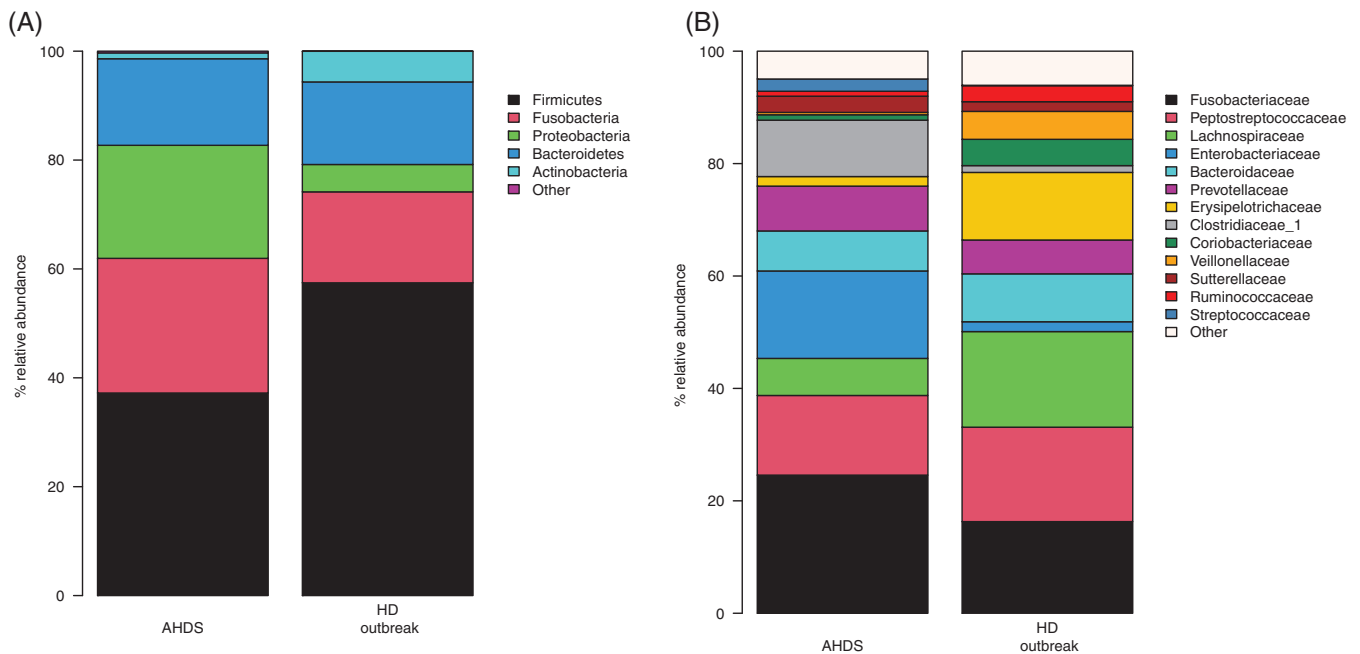 (A)
% relative abundance
100
80
60
40
20
0
AHDS
HD
outbreak
Firmicutes
Fusobacteria
Proteobacteria
Bacteroidetes
Actinobacteria
Other
(B)
% relative abundance
100
80
60
40
20
0
AHDS
HD
outbreak
Fusobacteriaceae
Peptostreptococcaceae
Lachnospiraceae
Enterobacteriaceae
Bacteroidaceae
Prevotellaceae
Erysipelotrichaceae
Clostridiaceae_1
Coriobacteriaceae
Veillonellaceae
Sutterellaceae
Ruminococcaceae
Streptococcaceae
Other